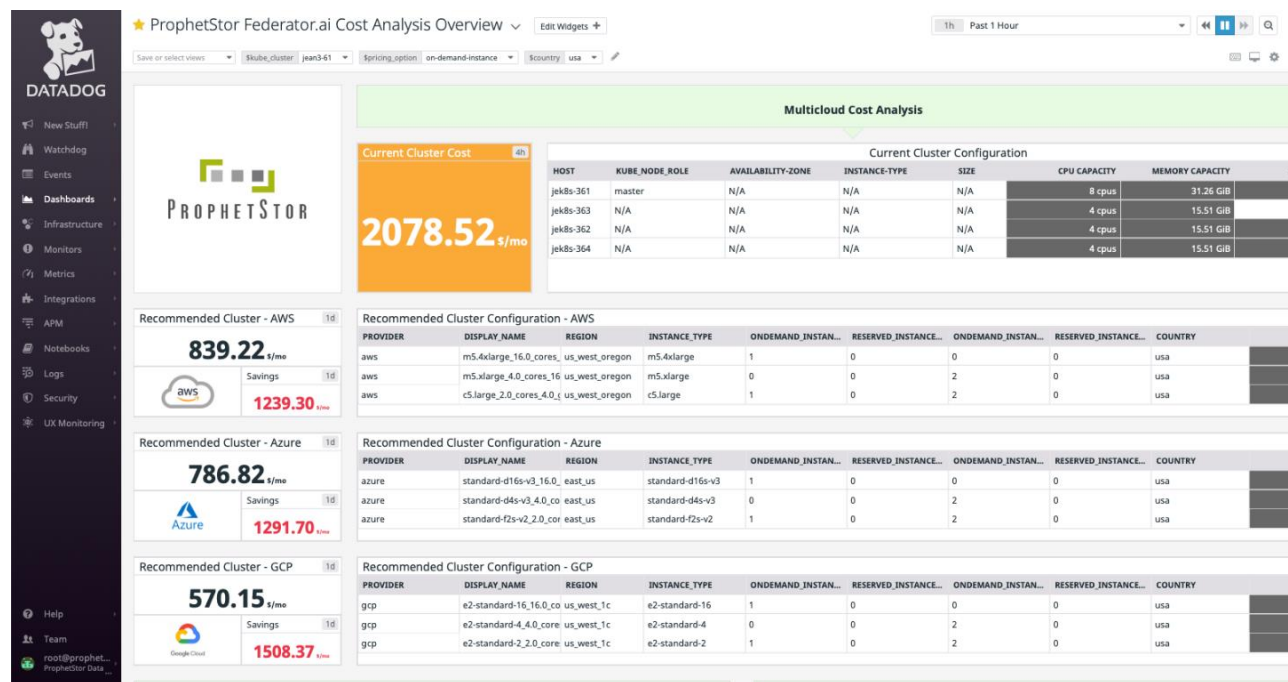 DATADOG
New Stuff!
Watchdog
Events
Dashboards
Infrastructure
Monitors
Metrics
Integrations
APM
Notebooks
Logs
Security
UX Monitoring
Help
Team
root@prophet...
ProphetStor Data ...
ProphetStor Federator.ai Cost Analysis Overview Edit Widgets +
1h Past 1 Hour
Save or select views $kube_cluster jean3-61 $pricing_option on-demand-instance $country usa
PROPHETSTOR
Multicloud Cost Analysis
Current Cluster Cost 4h
2078.52 $/mo
Current Cluster Configuration
HOST KUBE_NODE_ROLE AVAILABILITY-ZONE INSTANCE-TYPE SIZE CPU CAPACITY MEMORY CAPACITY
jek8s-361 master N/A N/A N/A 8 cpus 31.26 GiB
jek8s-363 N/A N/A N/A N/A 4 cpus 15.51 GiB
jek8s-362 N/A N/A N/A N/A 4 cpus 15.51 GiB
jek8s-364 N/A N/A N/A N/A 4 cpus 15.51 GiB
Recommended Cluster - AWS 1d
839.22 $/mo
aws
Savings 1d
1239.30 $/mo
Recommended Cluster Configuration - AWS
PROVIDER DISPLAY_NAME REGION INSTANCE_TYPE ONDEMAND_INSTAN... RESERVED_INSTANCE... ONDEMAND_INSTAN... RESERVED_INSTANCE... COUNTRY
aws m5.4xlarge_16.0_cores_ us_west_oregon m5.4xlarge 1 0 0 0 usa
aws m5.xlarge_4.0_cores_16 us_west_oregon m5.xlarge 0 0 2 0 usa
aws c5.large_2.0_cores_4.0_ us_west_oregon c5.large 1 0 2 0 usa
Recommended Cluster - Azure 1d
786.82 $/mo
Azure
Savings 1d
1291.70 $/mo
Recommended Cluster Configuration - Azure
PROVIDER DISPLAY_NAME REGION INSTANCE_TYPE ONDEMAND_INSTAN... RESERVED_INSTANCE... ONDEMAND_INSTAN... RESERVED_INSTANCE... COUNTRY
azure standard-d16s-v3_16.0_ east_us standard-d16s-v3 1 0 0 0 usa
azure standard-d4s-v3_4.0_co east_us standard-d4s-v3 0 0 2 0 usa
azure standard-f2s-v2_2.0_cor east_us standard-f2s-v2 1 0 2 0 usa
Recommended Cluster - GCP 1d
570.15 $/mo
Google Cloud
Savings 1d
1508.37 $/mo
Recommended Cluster Configuration - GCP
PROVIDER DISPLAY_NAME REGION INSTANCE_TYPE ONDEMAND_INSTAN... RESERVED_INSTANCE... ONDEMAND_INSTAN... RESERVED_INSTANCE... COUNTRY
gcp e2-standard-16_16.0_co us_west_1c e2-standard-16 1 0 0 0 usa
gcp e2-standard-4_4.0_core us_west_1c e2-standard-4 0 0 2 0 usa
gcp e2-standard-2_2.0_core us_west_1c e2-standard-2 1 0 2 0 usa